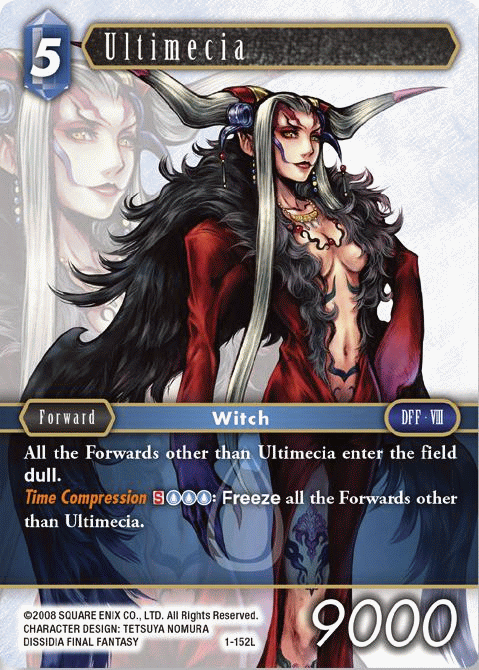 5
Ultimecia
Forward
Witch
DFF · VIII
All the Forwards other than Ultimecia enter the field
dull.
Time Compression S : Freeze all the Forwards other
than Ultimecia.
©2008 SQUARE ENIX CO., LTD. All Rights Reserved.
CHARACTER DESIGN: TETSUYA NOMURA
DISSIDIA FINAL FANTASY
1-152L
9000